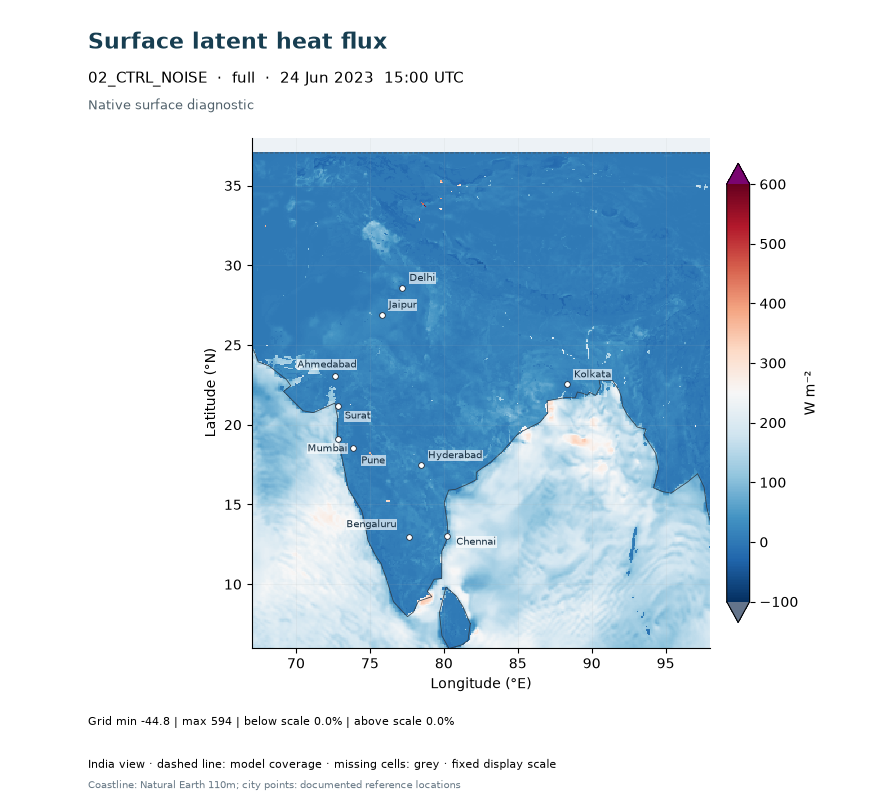 Surface latent heat flux
02_CTRL_NOISE · full · 24 Jun 2023 15:00 UTC
Native surface diagnostic
35
30
25
20
15
10
Latitude (°N)
Delhi
Jaipur
Ahmedabad
Kolkata
Surat
Mumbai
Pune
Hyderabad
Bengaluru
Chennai
70 75 80 85 90 95
Longitude (°E)
600
500
400
300
200
100
0
−100
W m⁻²
Grid min -44.8 | max 594 | below scale 0.0% | above scale 0.0%
India view · dashed line: model coverage · missing cells: grey · fixed display scale
Coastline: Natural Earth 110m; city points: documented reference locations